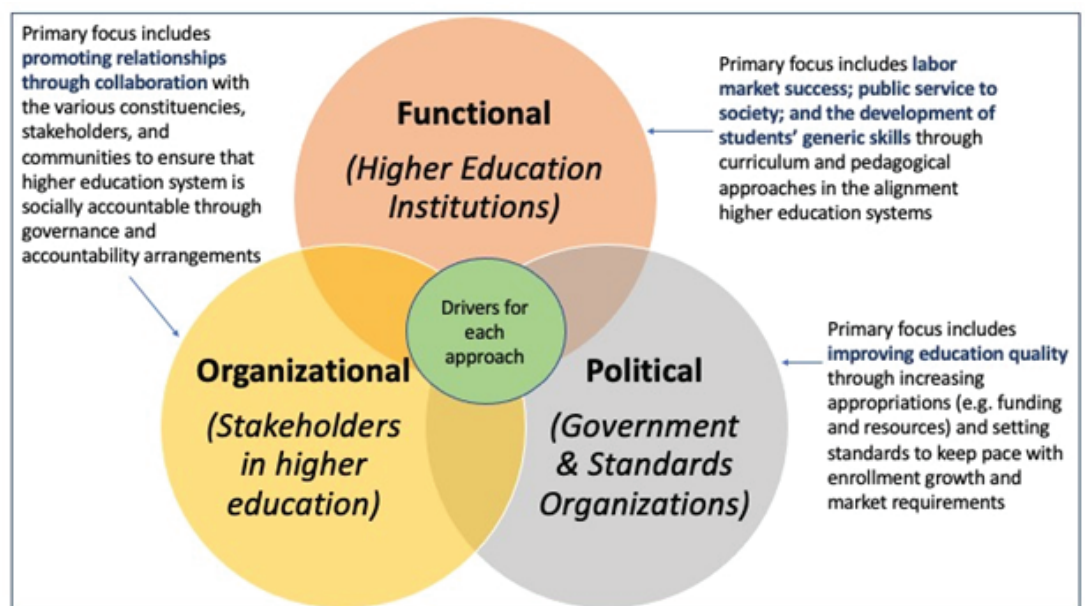 Primary focus includes
promoting relationships
through collaboration with
the various constituencies,
stakeholders, and
communities to ensure that
higher education system is
socially accountable through
governance and
accountability arrangements
Functional
(Higher Education
Institutions)
Primary focus includes labor
market success; public service to
society; and the development of
students’ generic skills through
curriculum and pedagogical
approaches in the alignment
higher education systems
Drivers for
each
approach
Organizational
(Stakeholders
in higher
education)
Political
(Government
& Standards
Organizations)
Primary focus includes
improving education quality
through increasing
appropriations (e.g. funding
and resources) and setting
standards to keep pace with
enrollment growth and
market requirements